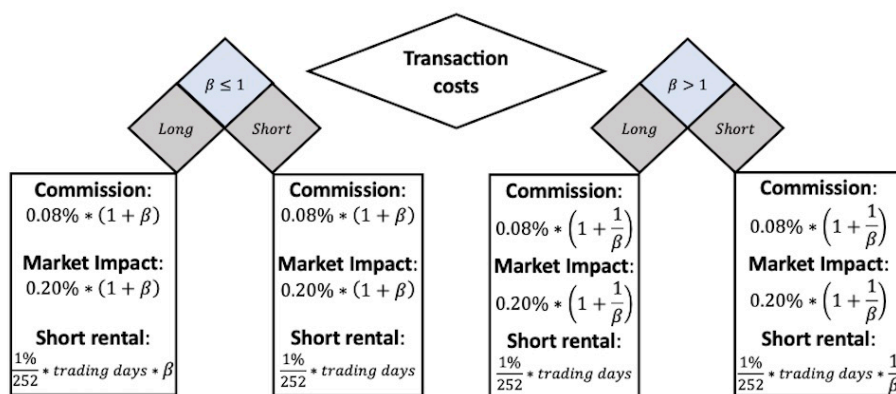 Transaction
costs
β ≤ 1
Long
Short
Commission:
0.08% * (1 + β)
Market Impact:
0.20% * (1 + β)
Short rental:
1%/252 * trading days * β
Commission:
0.08% * (1 + β)
Market Impact:
0.20% * (1 + β)
Short rental:
1%/252 * trading days
β > 1
Long
Short
Commission:
0.08% * (1 + 1/β)
Market Impact:
0.20% * (1 + 1/β)
Short rental:
1%/252 * trading days
Commission:
0.08% * (1 + 1/β)
Market Impact:
0.20% * (1 + 1/β)
Short rental:
1%/252 * trading days * 1/β